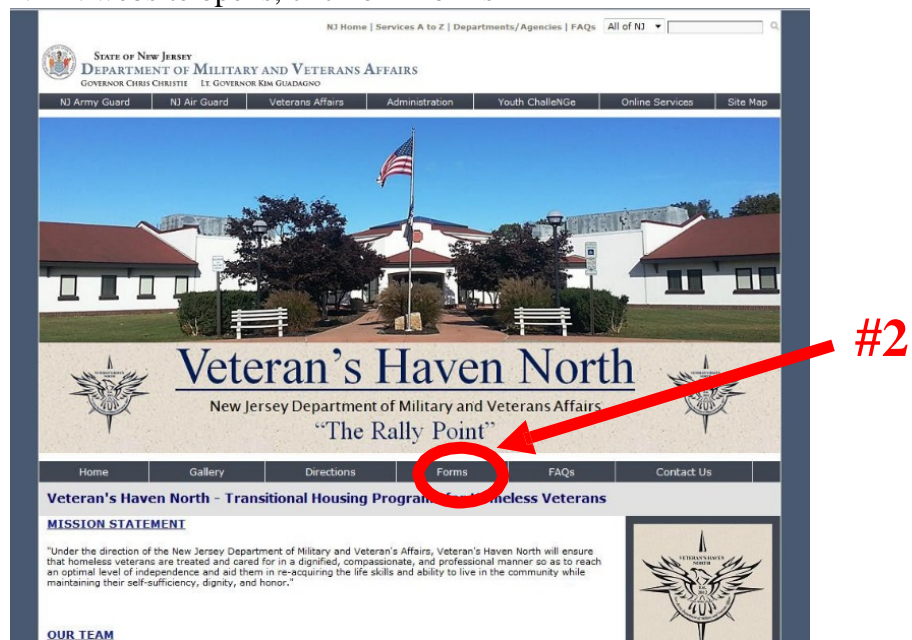 NJ Home | Services A to Z | Departments/Agencies | FAQs All of NJ
STATE OF NEW JERSEY
DEPARTMENT OF MILITARY AND VETERANS AFFAIRS
GOVERNOR CHRIS CHRISTIE LT. GOVERNOR KIM GUADAGNO
NJ Army Guard NJ Air Guard Veterans Affairs Administration Youth ChalleNGe Online Services Site Map
#2
Veteran's Haven North
New Jersey Department of Military and Veterans Affairs
“The Rally Point”
Home Gallery Directions Forms FAQs Contact Us
Veteran's Haven North - Transitional Housing Program for Homeless Veterans
MISSION STATEMENT
"Under the direction of the New Jersey Department of Military and Veteran's Affairs, Veteran's Haven North will ensure
that homeless veterans are treated and cared for in a dignified, compassionate, and professional manner so as to reach
an optimal level of independence and aid them in re-acquiring the life skills and ability to live in the community while
maintaining their self-sufficiency, dignity, and honor."
VETERAN'S HAVEN
NORTH
OUR TEAM